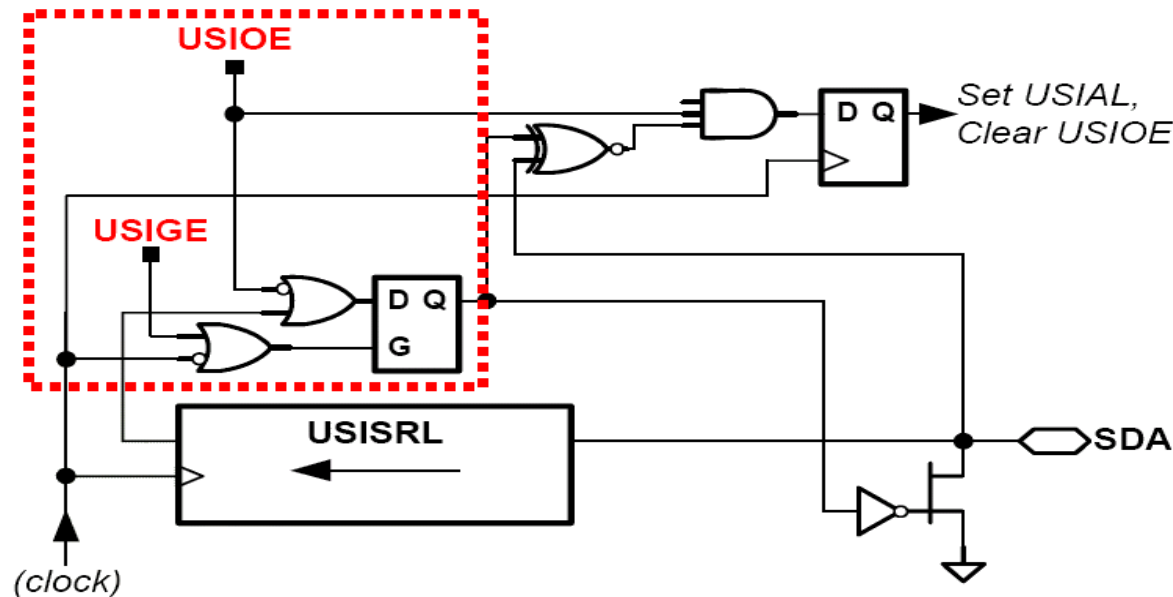 USIOE
D Q
Set USIAL,
Clear USIOE
USIGE
D Q
G
USISRL
SDA
(clock)